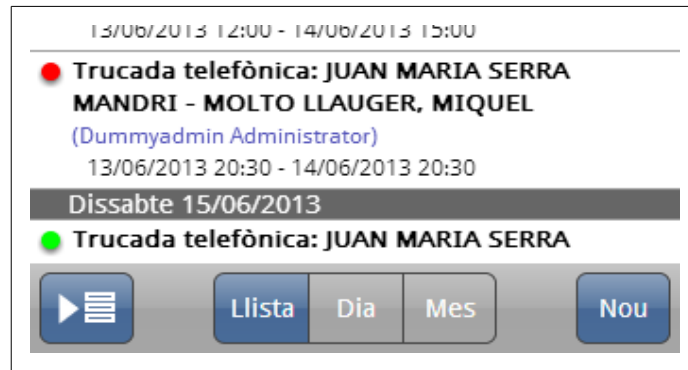 13/06/2013 12:00 - 14/06/2013 15:00
Trucada telefònica: JUAN MARIA SERRA
MANDRI - MOLTO LLAUGER, MIQUEL
(Dummyadmin Administrator)
13/06/2013 20:30 - 14/06/2013 20:30
Dissabte 15/06/2013
Trucada telefònica: JUAN MARIA SERRA
Llista Dia Mes Nou